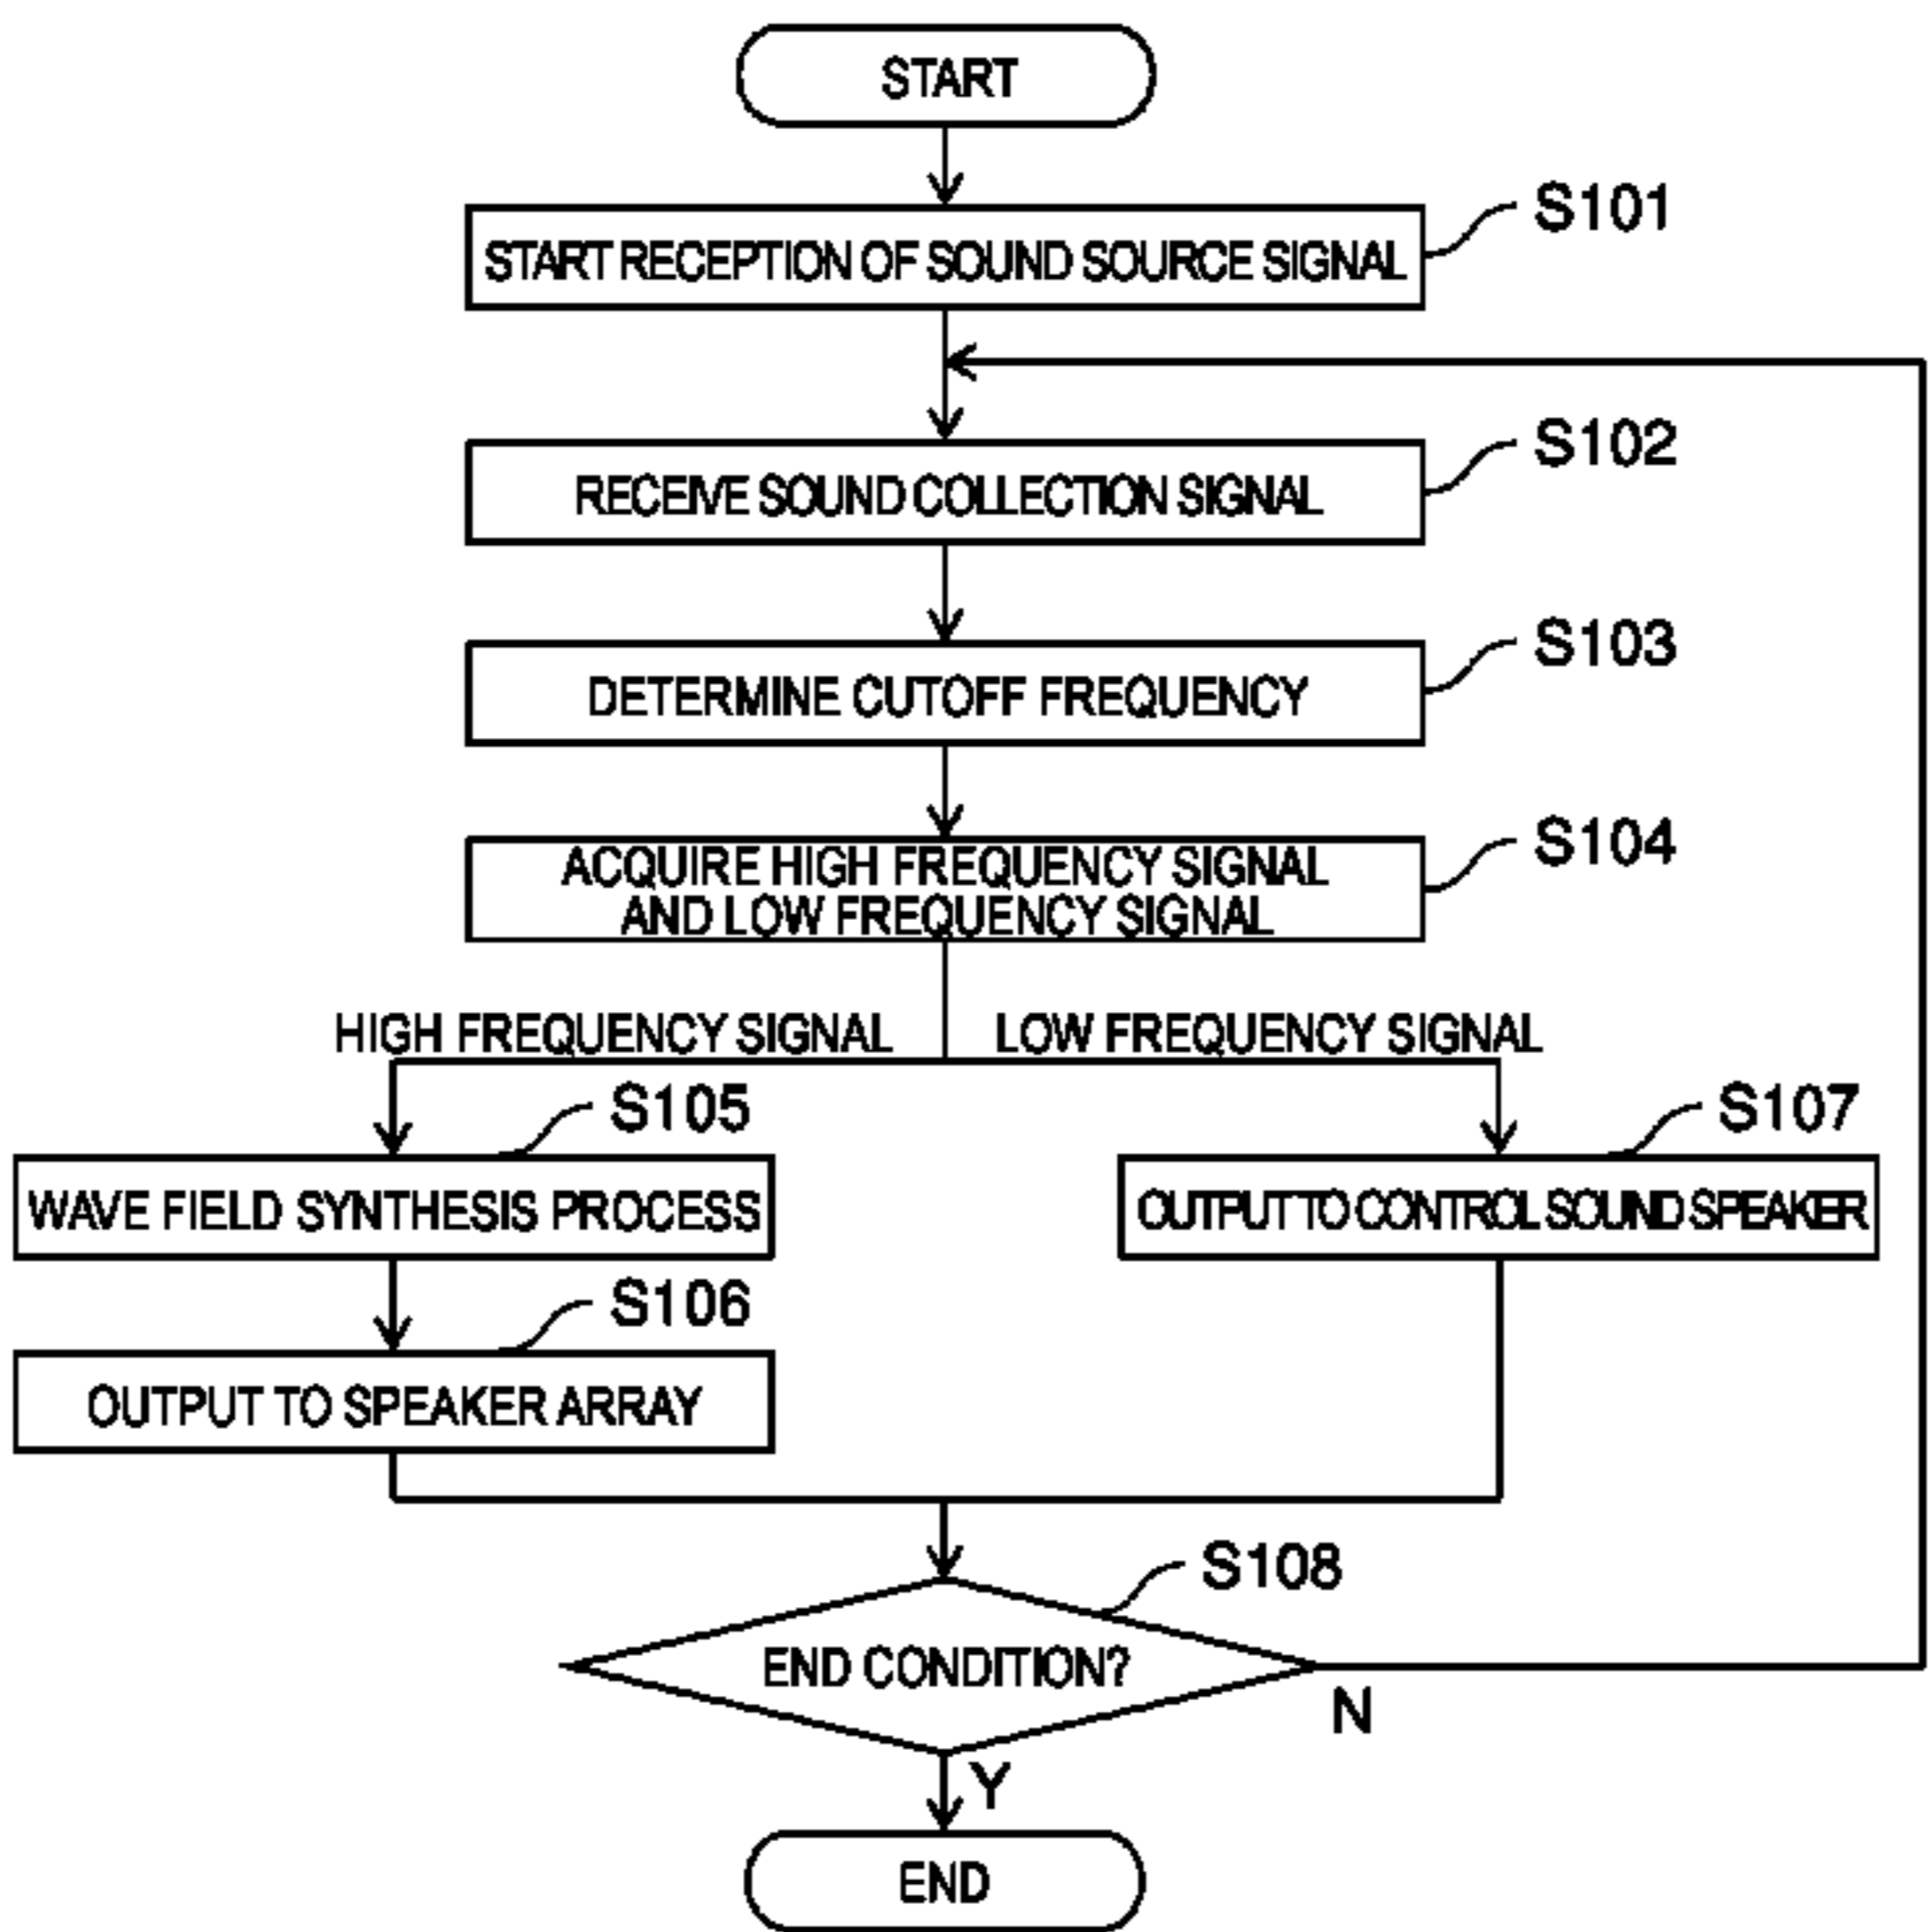 START
START RECEPTION OF SOUND SOURCE SIGNAL
S101
RECEIVE SOUND COLLECTION SIGNAL
S102
DETERMINE CUTOFF FREQUENCY
S103
ACQUIRE HIGH FREQUENCY SIGNAL
AND LOW FREQUENCY SIGNAL
S104
HIGH FREQUENCY SIGNAL
LOW FREQUENCY SIGNAL
S105
WAVE FIELD SYNTHESIS PROCESS
S107
OUTPUT TO CONTROL SOUND SPEAKER
S106
OUTPUT TO SPEAKER ARRAY
S108
END CONDITION?
N
Y
END